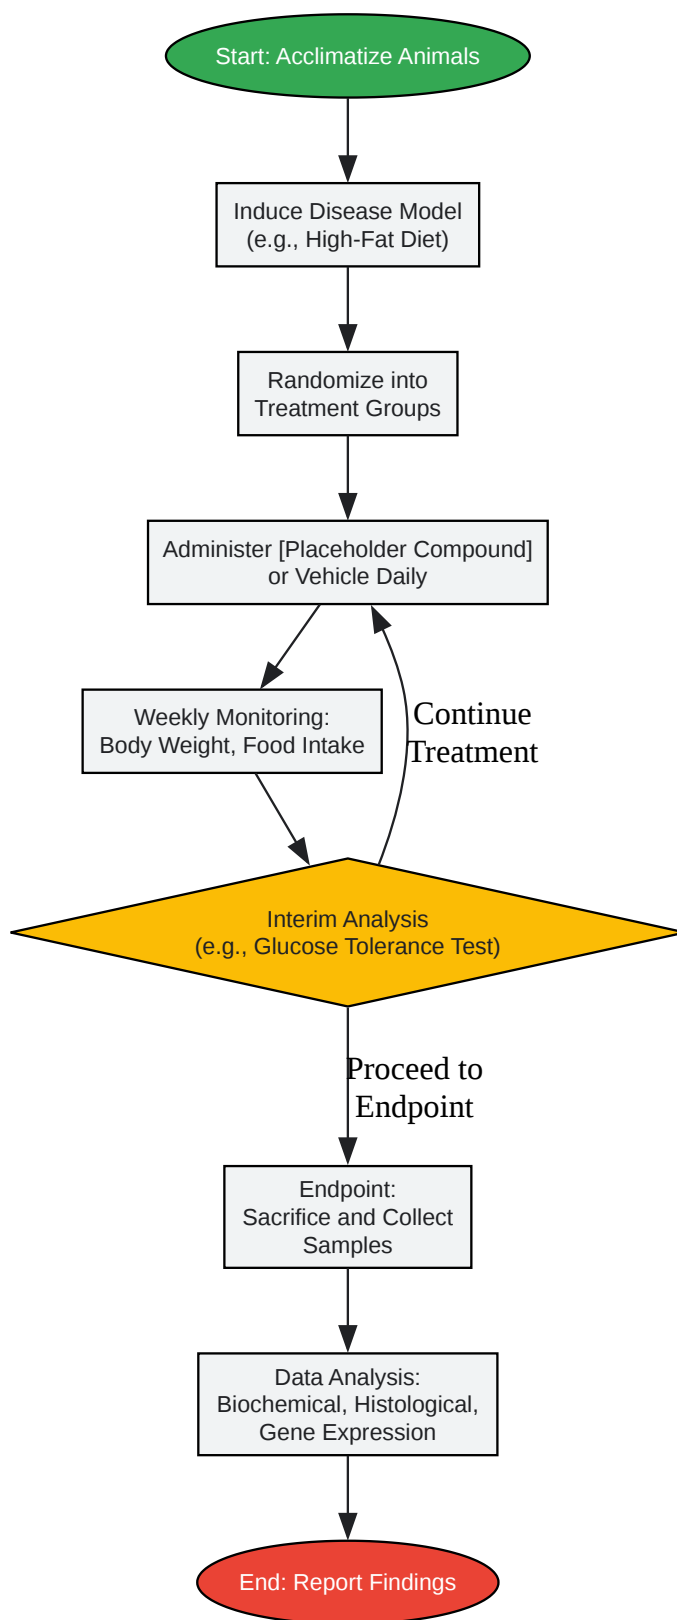 Start: Acclimatize Animals
Induce Disease Model
(e.g., High-Fat Diet)
Randomize into
Treatment Groups
Administer [Placeholder Compound]
or Vehicle Daily
Weekly Monitoring:
Body Weight, Food Intake
Continue
Treatment
Interim Analysis
(e.g., Glucose Tolerance Test)
Proceed to
Endpoint
Endpoint:
Sacrifice and Collect
Samples
Data Analysis:
Biochemical, Histological,
Gene Expression
End: Report Findings